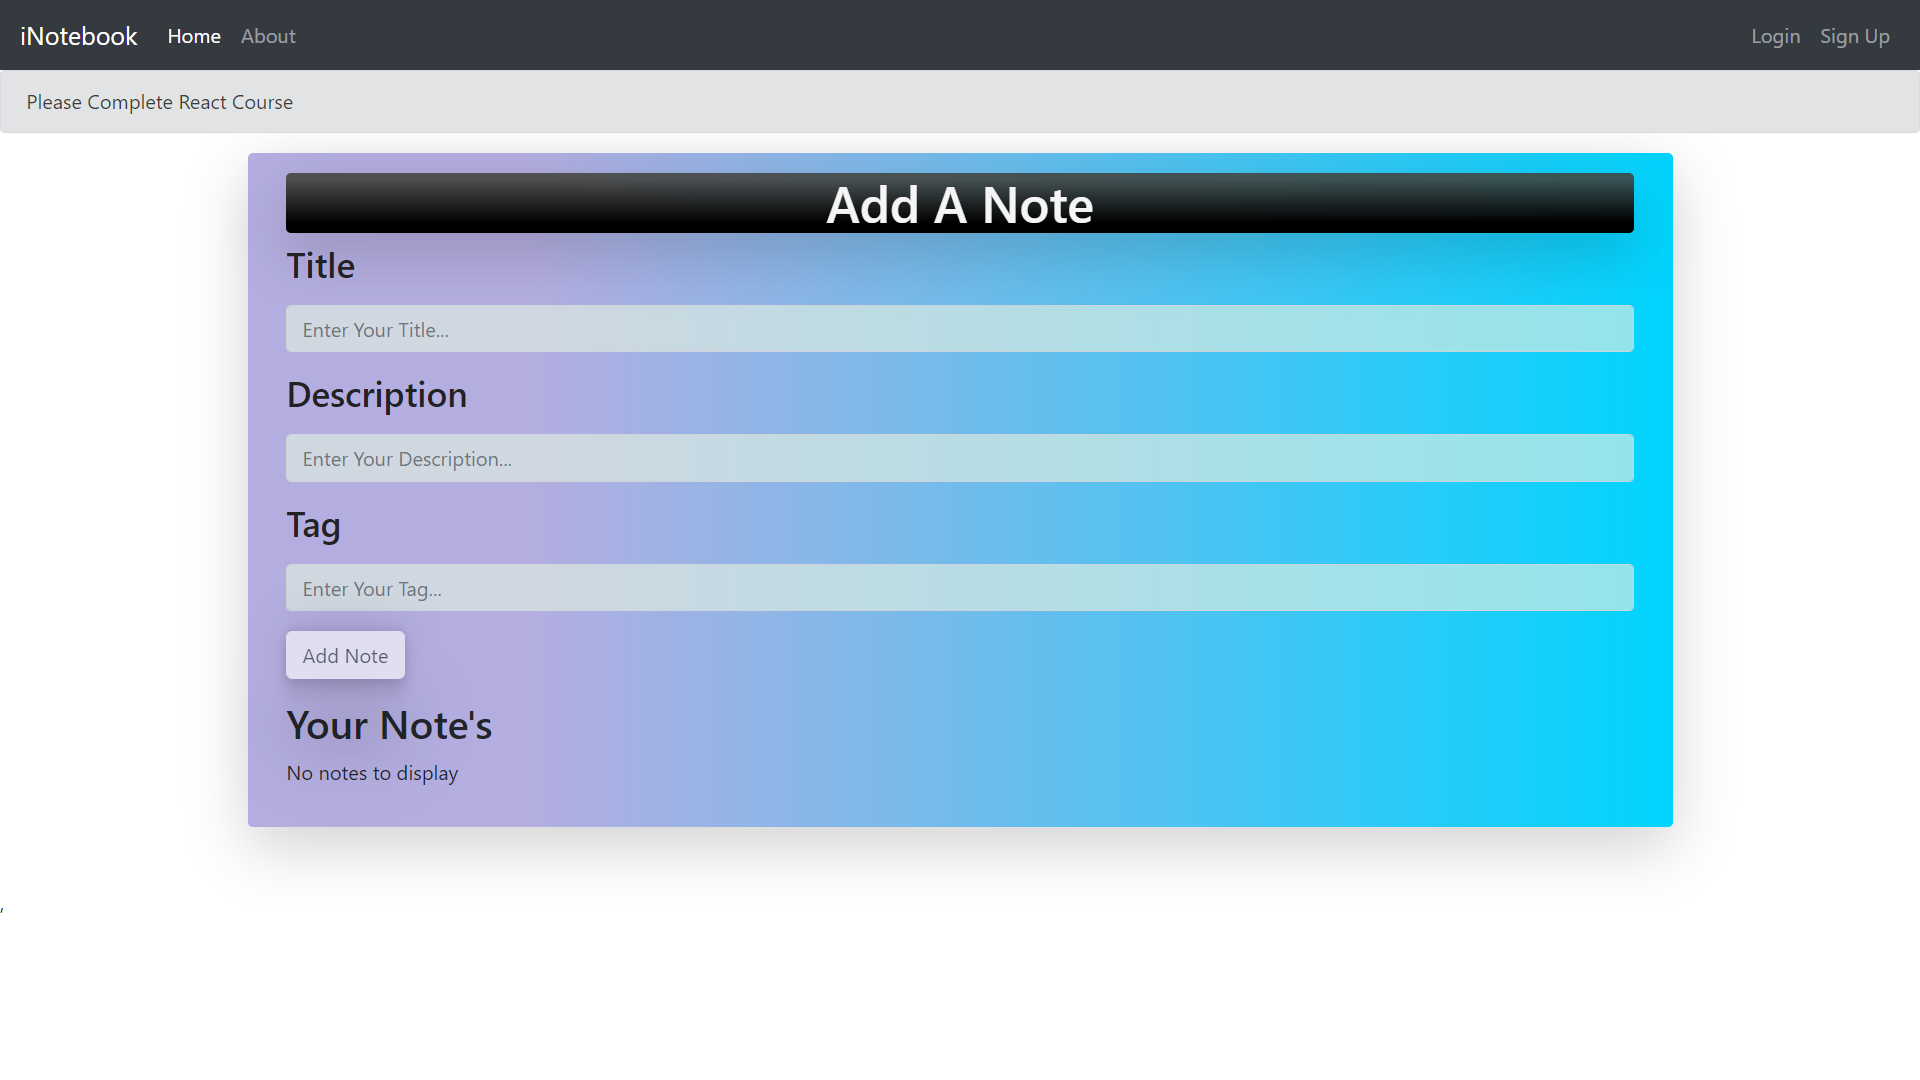 iNotebook Home About Login Sign Up
Please Complete React Course
Add A Note
Title
Enter Your Title...
Description
Enter Your Description...
Tag
Enter Your Tag...
Add Note
Your Note's
No notes to display
,